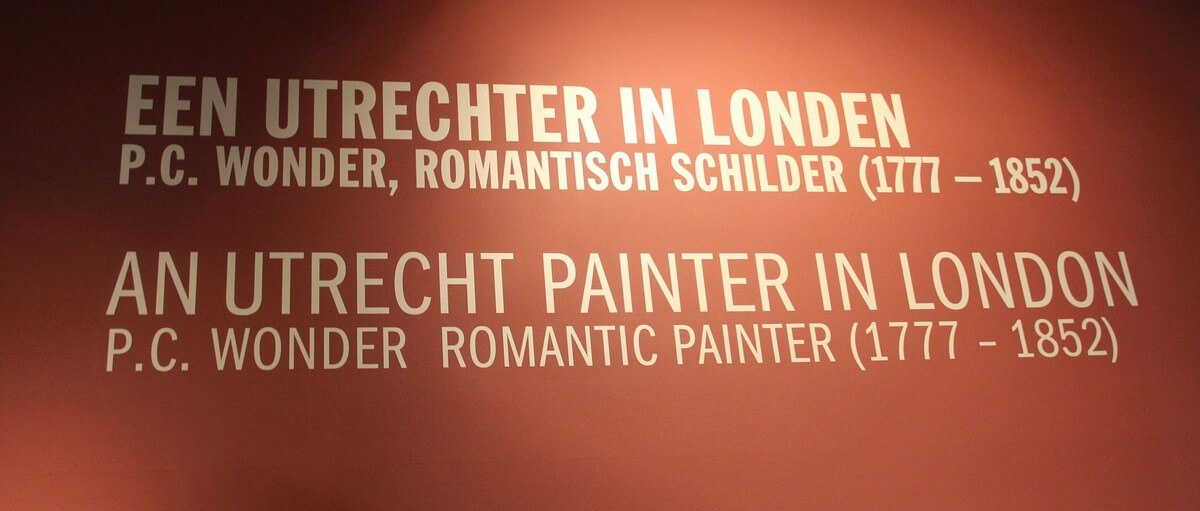 EEN UTRECHTER IN LONDEN
P.C. WONDER, ROMANTISCH SCHILDER (1777 – 1852)
AN UTRECHT PAINTER IN LONDON
P.C. WONDER ROMANTIC PAINTER (1777 - 1852)